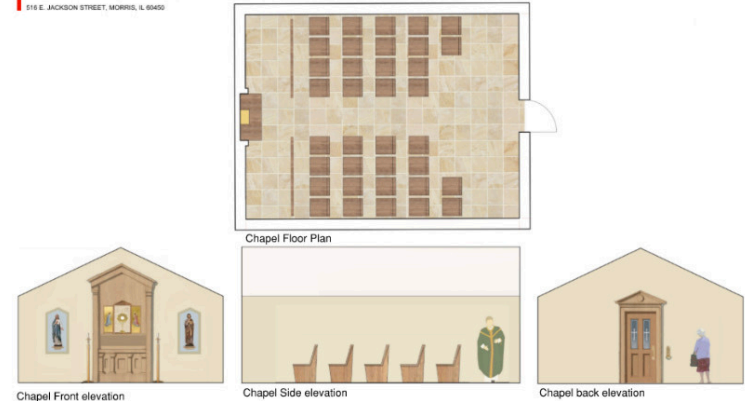 516 E. JACKSON STREET, MORRIS, IL 60450
Chapel Floor Plan
Chapel Front elevation
Chapel Side elevation
Chapel back elevation